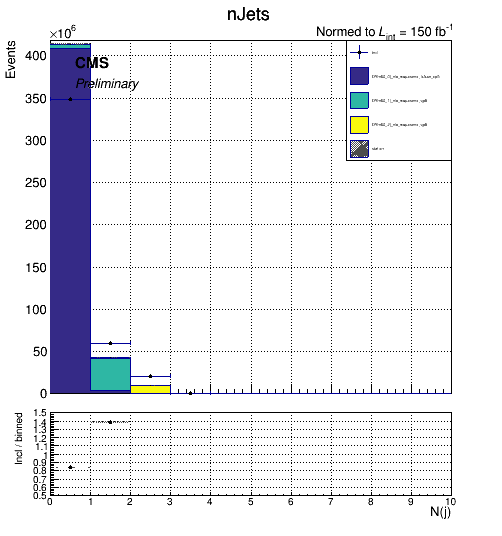 nJets
×10⁶
Normed to L_int = 150 fb⁻¹
Events
CMS
Preliminary
incl
400
350
300
250
200
150
100
50
0
Incl / binned
1.5
1.4
1.3
1.2
1.1
1
0.9
0.8
0.7
0.6
0.5
0 1 2 3 4 5 6 7 8 9 10
N(j)